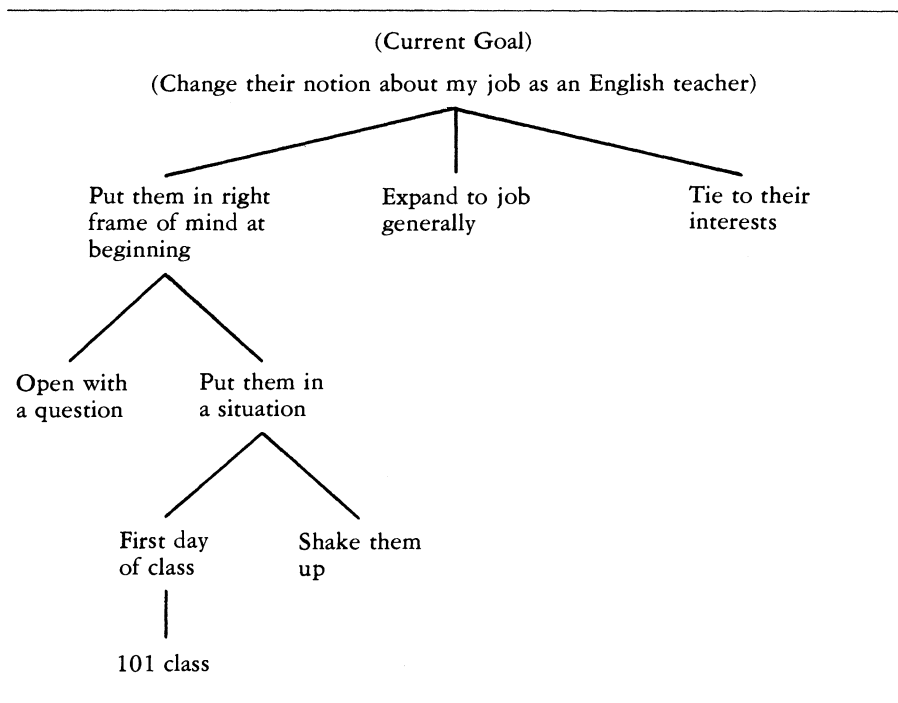 (Current Goal)
(Change their notion about my job as an English teacher)
Put them in right
frame of mind at
beginning
Expand to job
generally
Tie to their
interests
Open with
a question
Put them in
a situation
First day
of class
Shake them
up
101 class